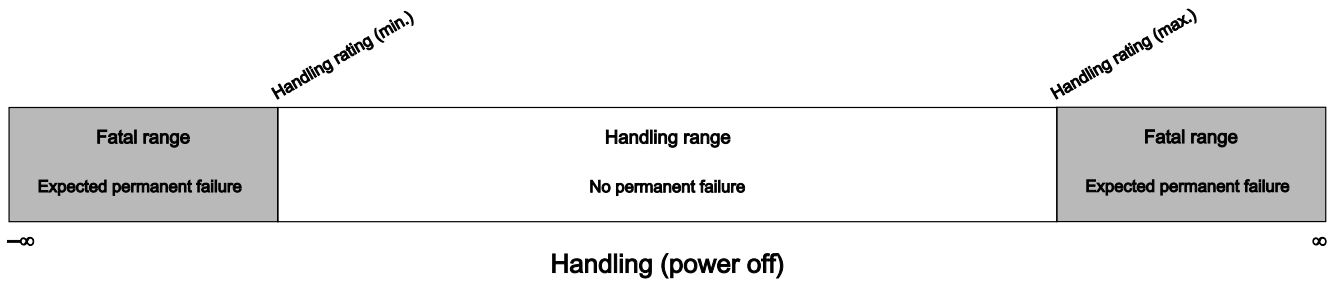 Handling rating (min.)
Handling rating (max.)
Fatal range
Handling range
Fatal range
Expected permanent failure
No permanent failure
Expected permanent failure
–∞
∞
Handling (power off)